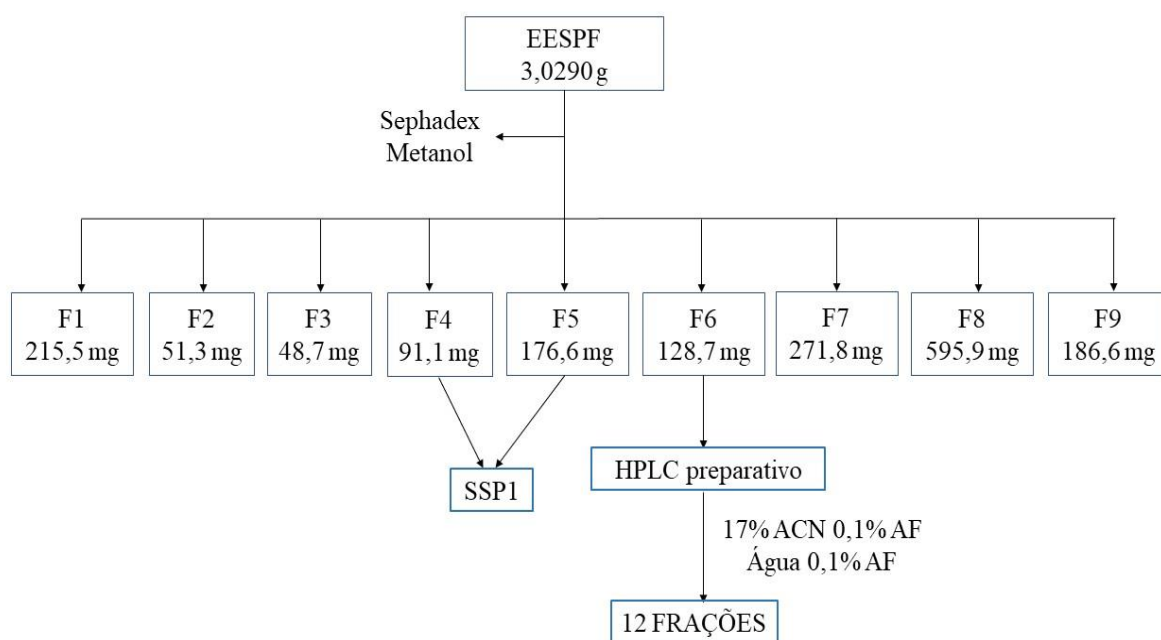 EESPF
3,0290 g
Sephadex
Metanol
F1
215,5 mg
F2
51,3 mg
F3
48,7 mg
F4
91,1 mg
F5
176,6 mg
F6
128,7 mg
F7
271,8 mg
F8
595,9 mg
F9
186,6 mg
SSP1
HPLC preparativo
17% ACN 0,1% AF
Água 0,1% AF
12 FRAÇÕES